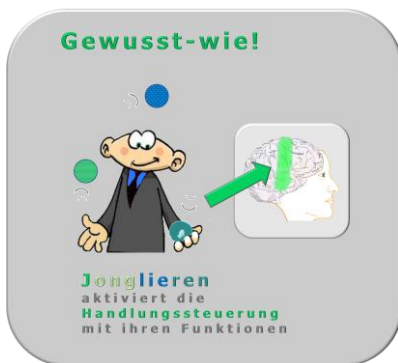 Gewusst-wie!
Jonglieren
aktiviert die
Handlungssteuerung
mit ihren Funktionen